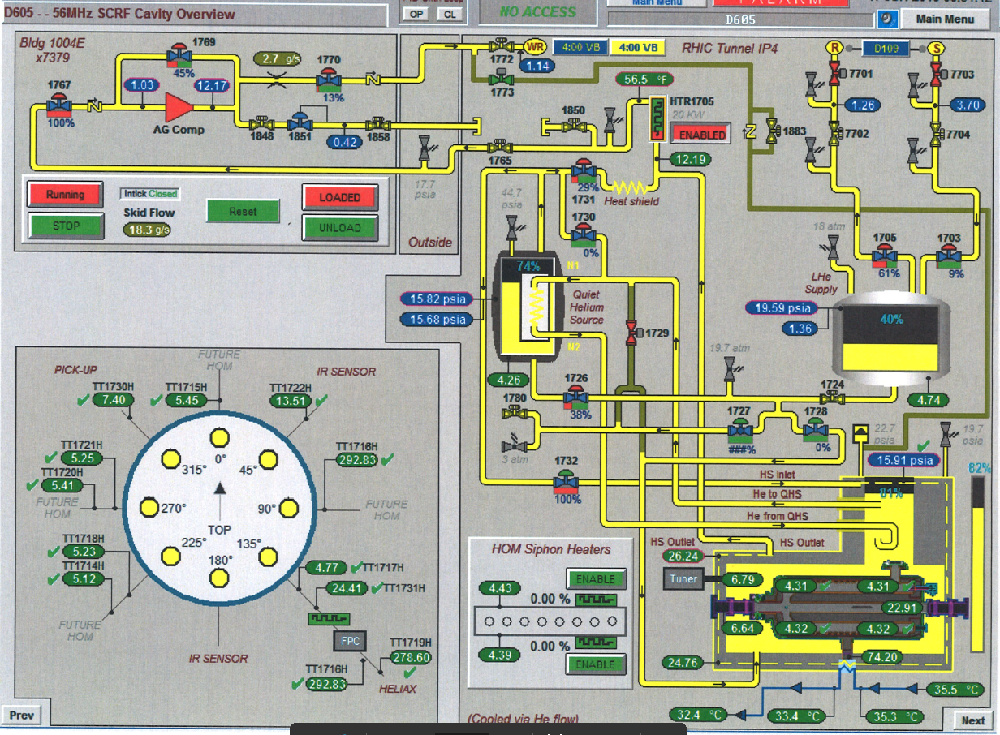 D605 - - 56MHz SCRF Cavity Overview
OP CL
NO ACCESS
Main Menu
D605
Main Menu
Bldg 1004E
x7379
1769
45%
2.7 g/s
1770
13%
1767
100%
1.03
12.17
AG Comp
1848
1851
0.42
1858
1772
WR
1.14
4:00 VB
4:00 VB
RHIC Tunnel IP4
1773
56.5 °F
HTR1705
20 KW
ENABLED
1850
1765
12.19
1883
R
D109
S
7701
7703
1.26
3.70
7702
7704
Running
STOP
Intlck Closed
Skid Flow
18.3 g/s
Reset
LOADED
UNLOAD
17.7
psia
Outside
44.7
psia
29%
1731
Heat shield
1730
0%
18 atm
1705
61%
1703
9%
LHe
Supply
74%
N1
Quiet
Helium
Source
N2
15.82 psia
15.68 psia
4.26
1729
19.59 psia
1.36
40%
4.74
19.7 atm
1726
38%
1724
1780
3 atm
1727
###%
1728
0%
22.7
psia
19.7
psia
15.91 psia
82%
81%
1732
100%
HS Inlet
He to QHS
He from QHS
HS Outlet
HS Outlet
26.24
Tuner
6.79
4.31
4.31
22.91
6.64
4.32
4.32
24.76
74.20
35.5 °C
32.4 °C
33.4 °C
35.3 °C
FUTURE
HOM
PICK-UP
IR SENSOR
TT1730H
7.40
TT1715H
5.45
TT1722H
13.51
TT1721H
5.25
TT1720H
5.41
FUTURE
HOM
TT1716H
292.83
FUTURE
HOM
0°
45°
90°
135°
180°
225°
270°
315°
TOP
TT1718H
5.23
TT1714H
5.12
FUTURE
HOM
4.77
TT1717H
24.41
TT1731H
FPC
TT1719H
278.60
TT1716H
292.83
HELIAX
IR SENSOR
HOM Siphon Heaters
4.43
0.00 %
ENABLE
4.39
0.00 %
ENABLE
(Copied via He flow)
Prev
Next